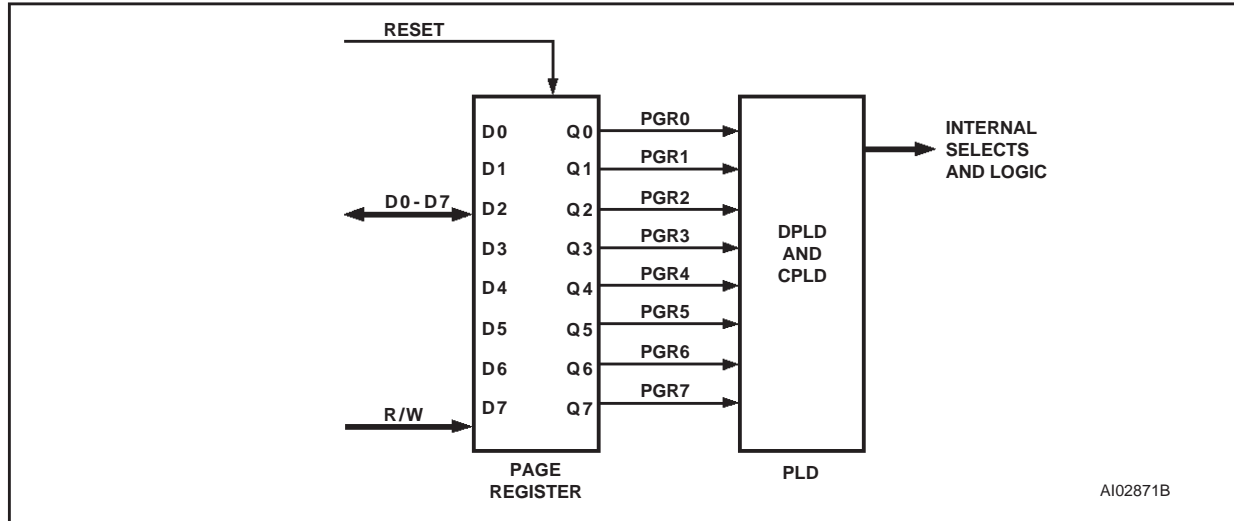 RESET
D0 - D7
R/W
D0
D1
D2
D3
D4
D5
D6
D7
Q0
Q1
Q2
Q3
Q4
Q5
Q6
Q7
PAGE
REGISTER
PGR0
PGR1
PGR2
PGR3
PGR4
PGR5
PGR6
PGR7
DPLD
AND
CPLD
PLD
INTERNAL
SELECTS
AND LOGIC
AI02871B